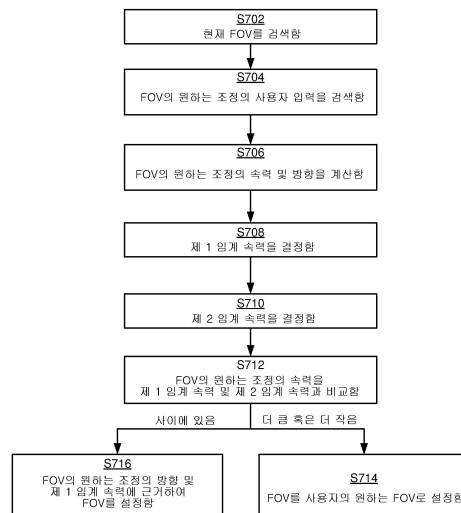 S702
현재 FOV를 검색함
S704
FOV의 원하는 조정의 사용자 입력을 검색함
S706
FOV의 원하는 조정의 속력 및 방향을 계산함
S708
제 1 임계 속력을 결정함
S710
제 2 임계 속력을 결정함
S712
FOV의 원하는 조정의 속력을
제 1 임계 속력 및 제 2 임계 속력과 비교함
사이에 있음
더 큼 혹은 더 작음
S716
FOV의 원하는 조정의 방향 및
제 1 임계 속력에 근거하여
FOV를 설정함
S714
FOV를 사용자의 원하는 FOV로 설정함